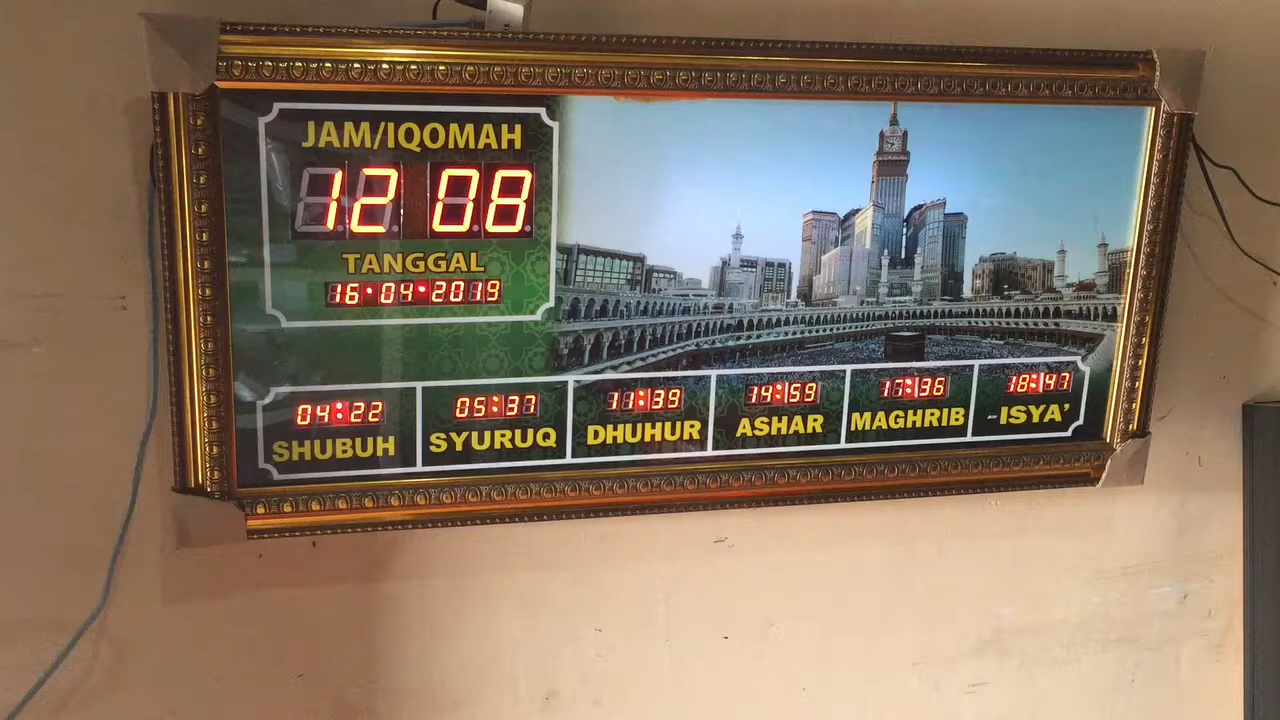 JAM/IQOMAH
12 08
TANGGAL
16·04·2019
04:22
SHUBUH
05:37
SYURUQ
11:39
DHUHUR
14:59
ASHAR
17:36
MAGHRIB
18:47
ISYA'